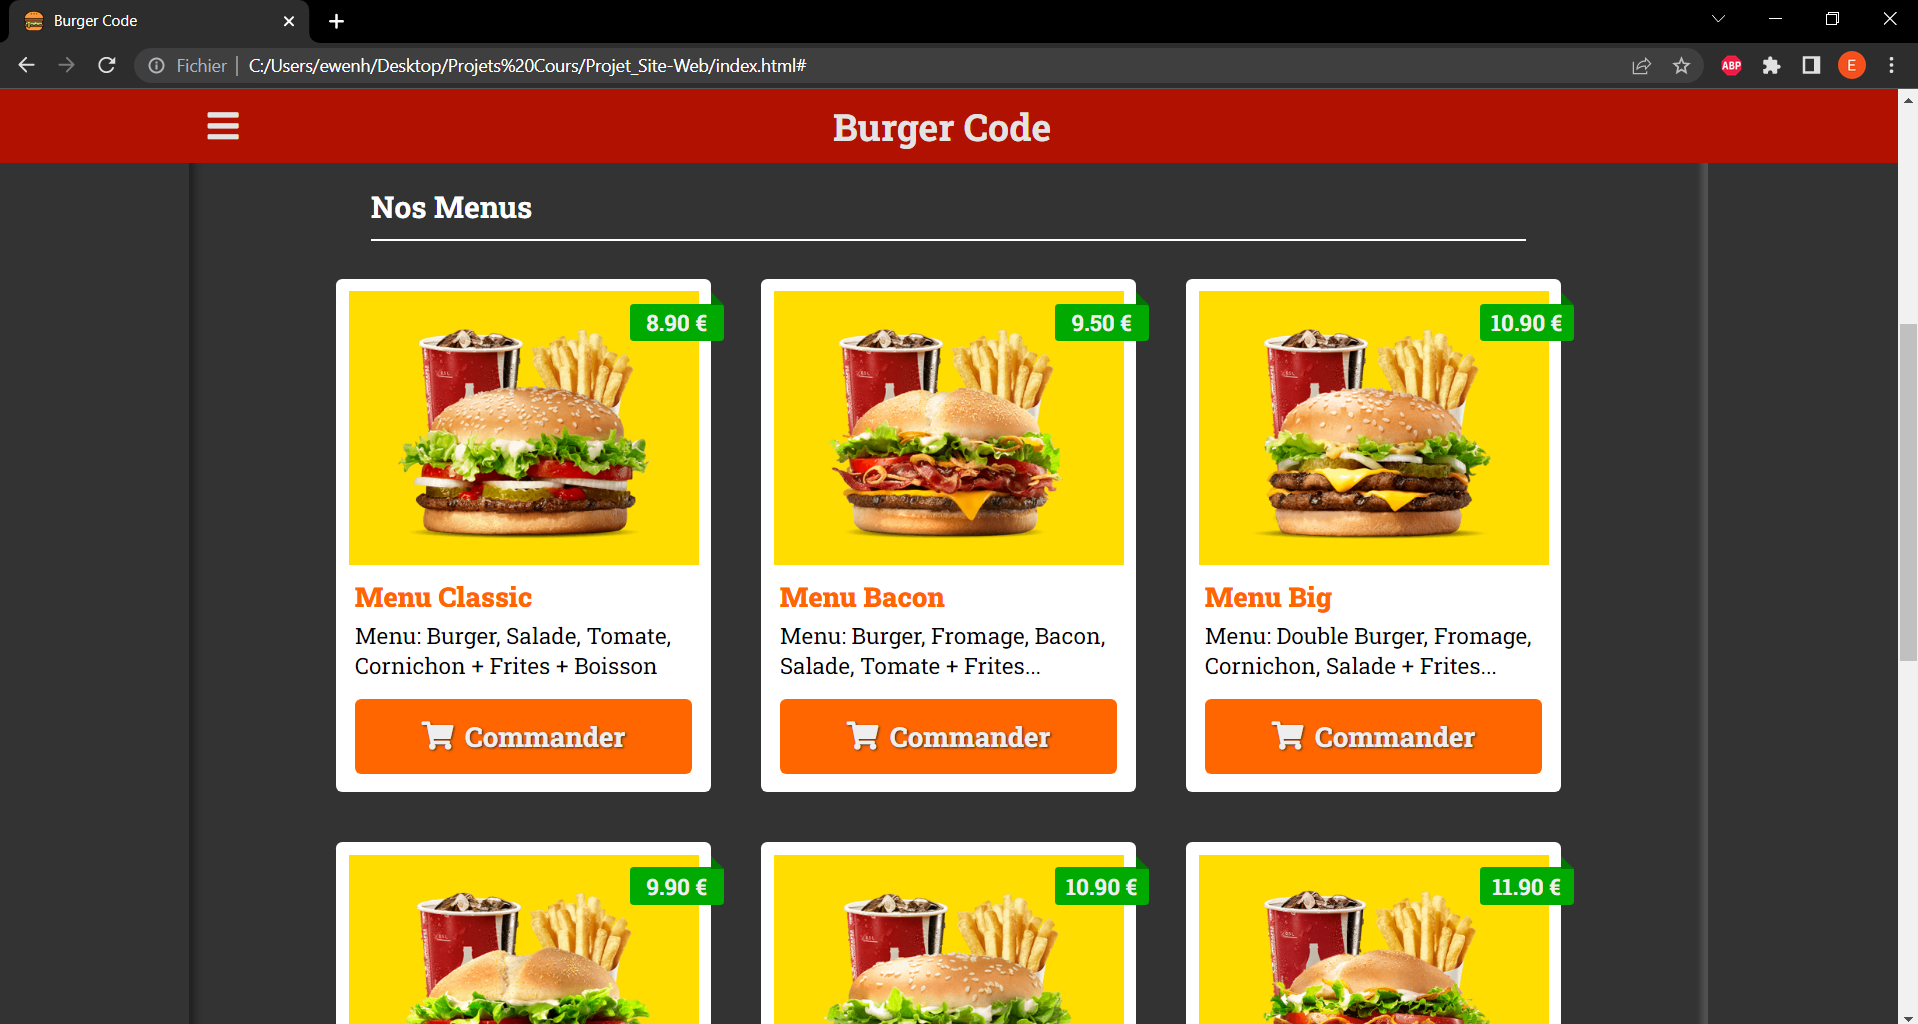 Burger Code
Fichier | C:/Users/ewenh/Desktop/Projets%20Cours/Projet_Site-Web/index.html#
ABP
E
Burger Code
Nos Menus
8.90 €
9.50 €
10.90 €
Menu Classic
Menu: Burger, Salade, Tomate,
Cornichon + Frites + Boisson
Commander
Menu Bacon
Menu: Burger, Fromage, Bacon,
Salade, Tomate + Frites...
Commander
Menu Big
Menu: Double Burger, Fromage,
Cornichon, Salade + Frites...
Commander
9.90 €
10.90 €
11.90 €